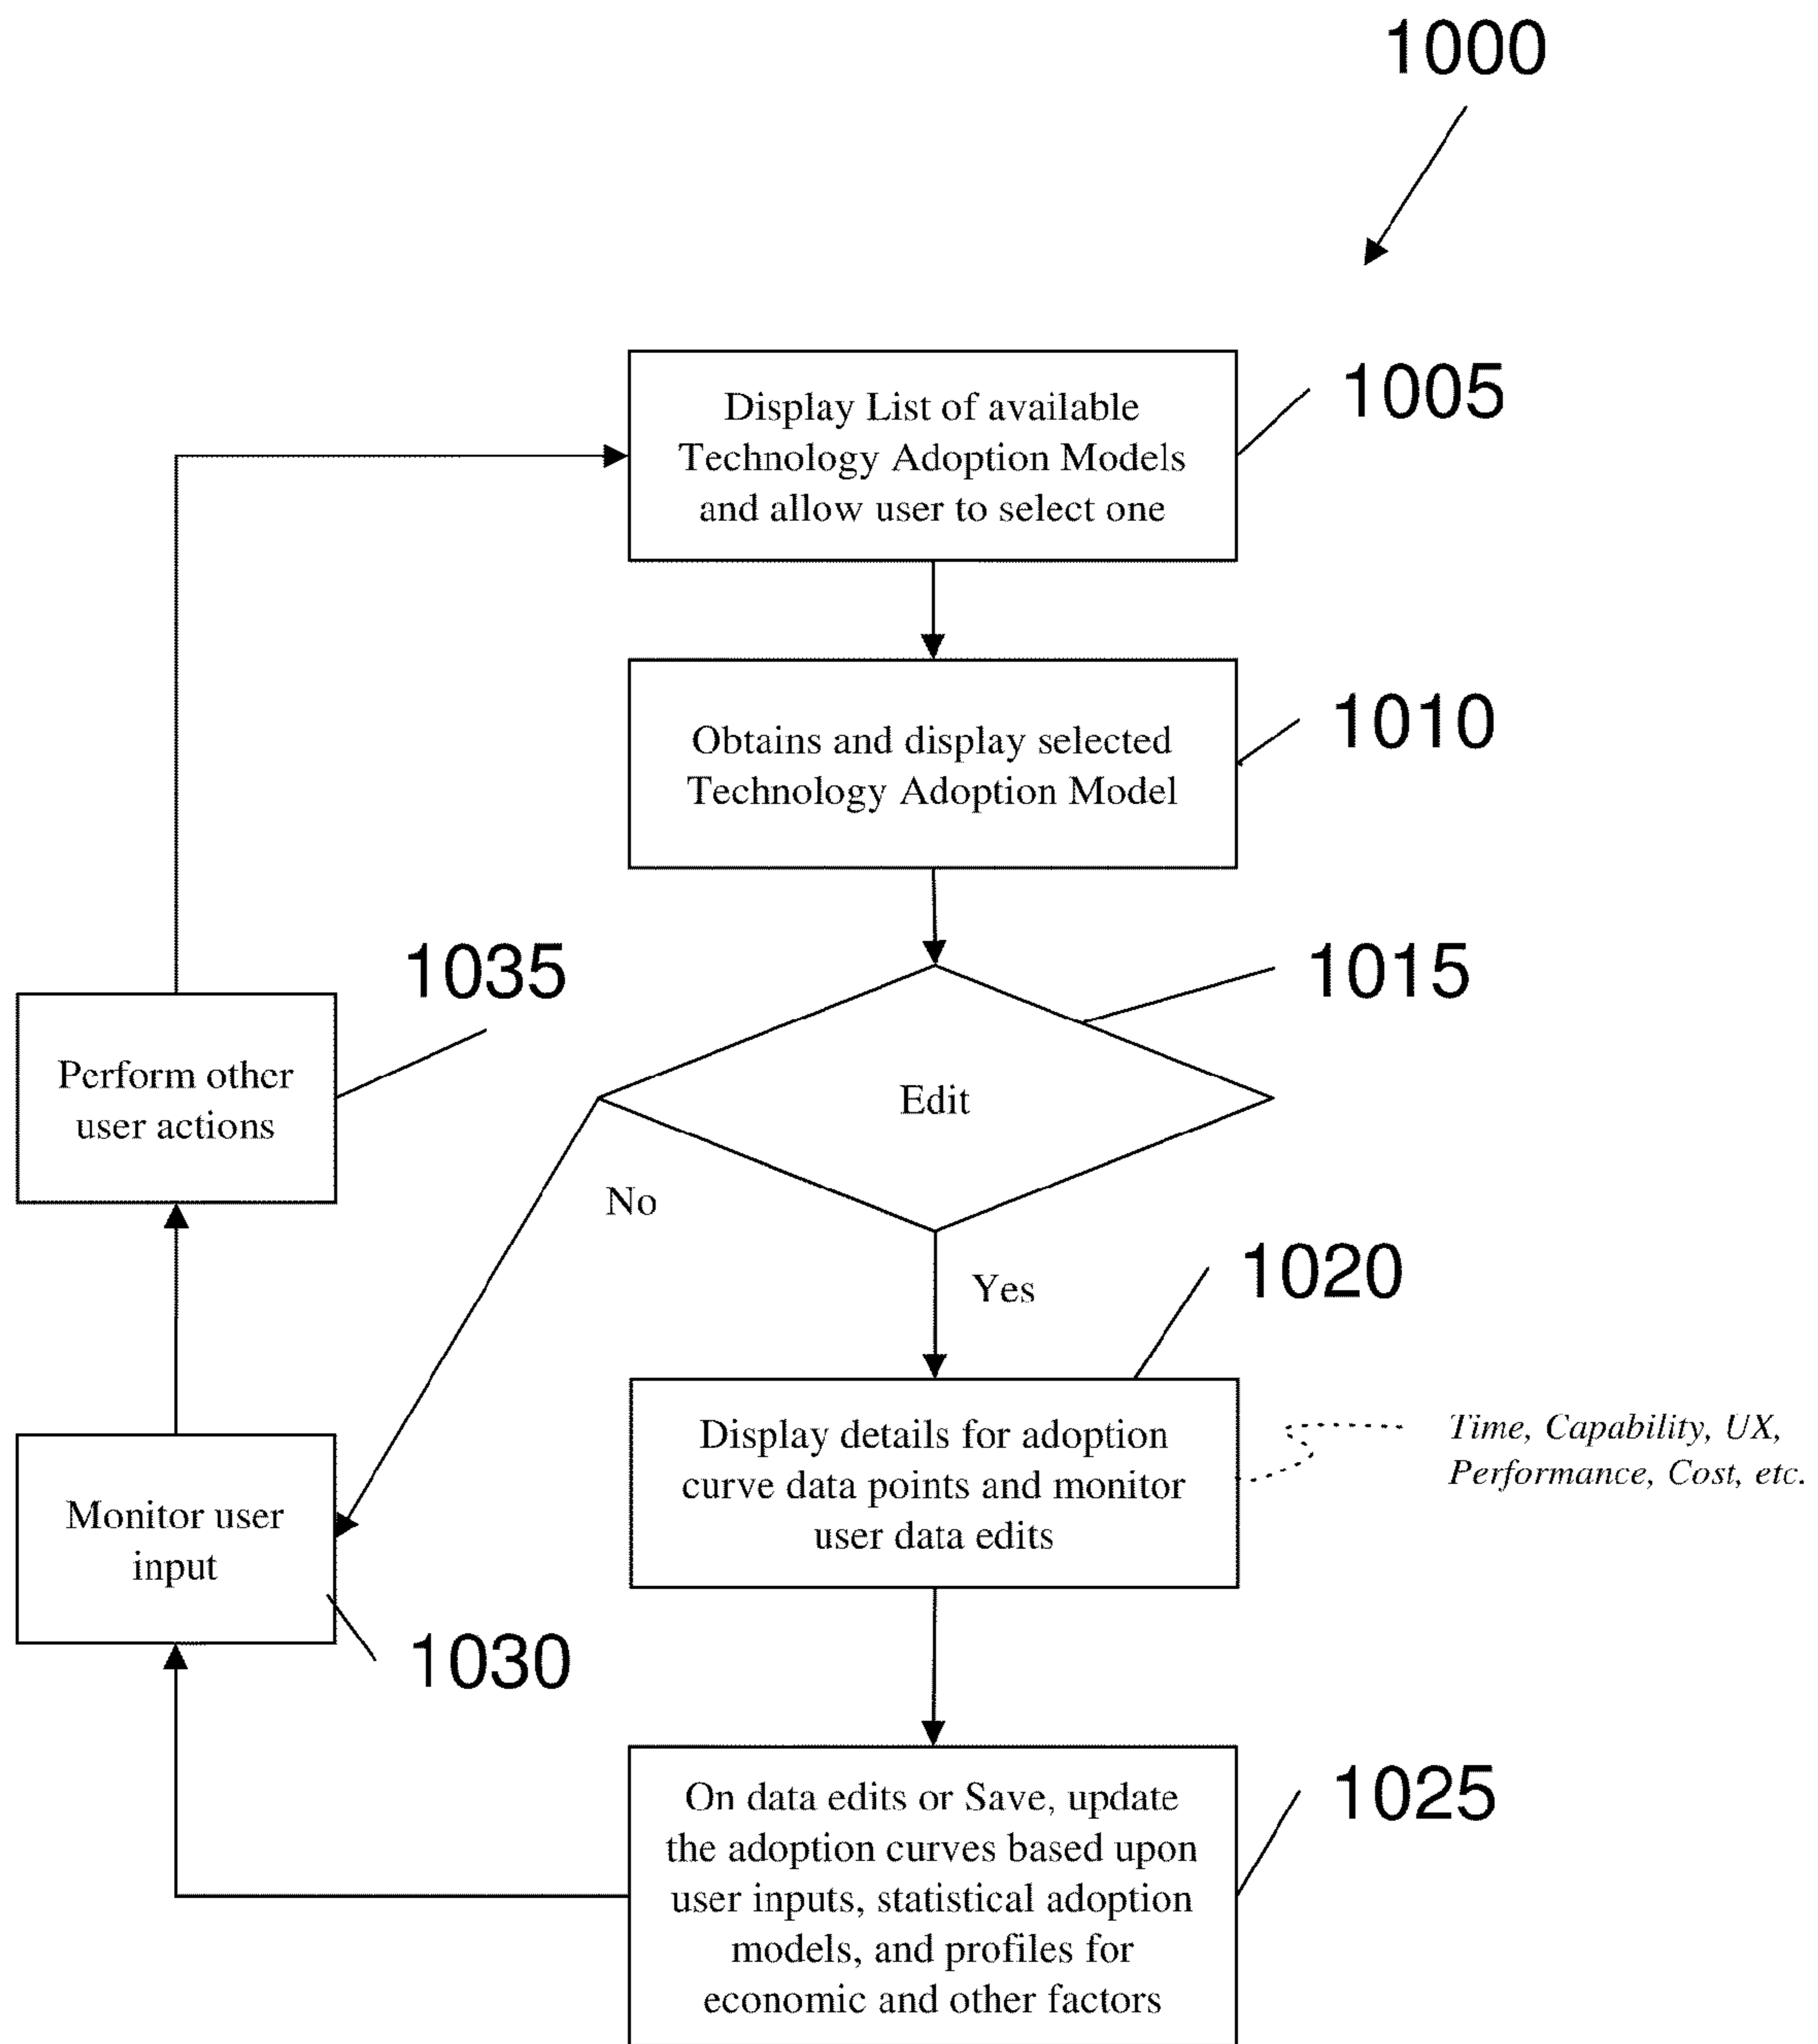 1000
Display List of available
Technology Adoption Models
and allow user to select one
1005
Obtains and display selected
Technology Adoption Model
1010
1035
1015
Perform other
user actions
Edit
No
Yes
1020
Display details for adoption
curve data points and monitor
user data edits
Time, Capability, UX,
Performance, Cost, etc.
Monitor user
input
1030
On data edits or Save, update
the adoption curves based upon
user inputs, statistical adoption
models, and profiles for
economic and other factors
1025